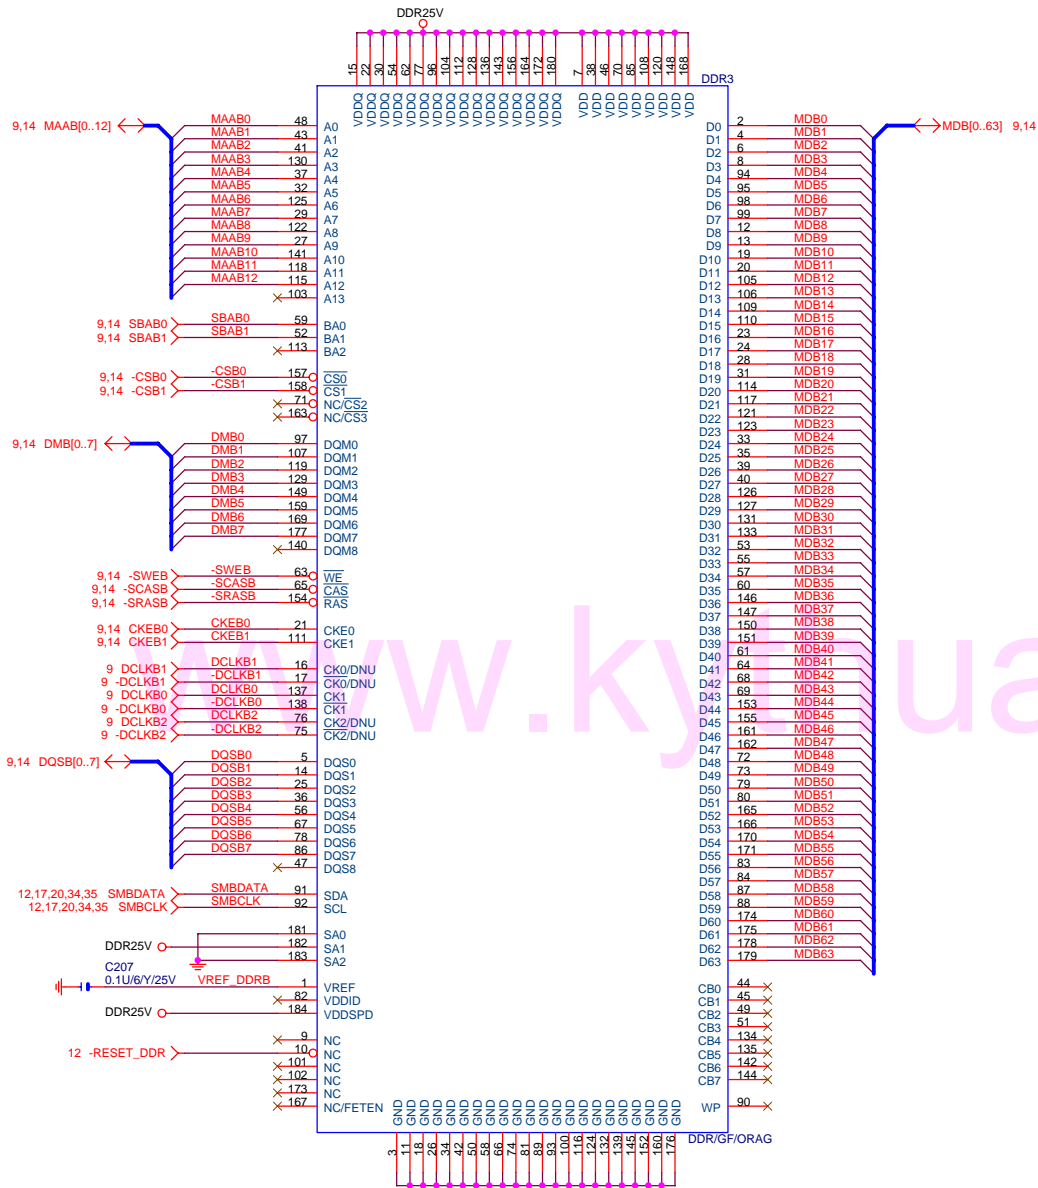 DDR25V
15 22 30 54 62 77 96 104 112 128 136 143 156 164 172 180 7 38 46 70 85 108 120 148 168
DDR3
VDDQ VDDQ VDDQ VDDQ VDDQ VDDQ VDDQ VDDQ VDDQ VDDQ VDDQ VDDQ VDDQ VDDQ VDDQ VDDQ VDD VDD VDD VDD VDD VDD VDD VDD VDD
9,14 MAAB[0..12]
MAAB0 48 A0
MAAB1 43 A1
MAAB2 41 A2
MAAB3 130 A3
MAAB4 37 A4
MAAB5 32 A5
MAAB6 125 A6
MAAB7 29 A7
MAAB8 122 A8
MAAB9 27 A9
MAAB10 141 A10
MAAB11 118 A11
MAAB12 115 A12
103 A13
9,14 SBAB0 SBAB0 59 BA0
9,14 SBAB1 SBAB1 52 BA1
113 BA2
9,14 -CSB0 -CSB0 157 CS0
9,14 -CSB1 -CSB1 158 CS1
71 NC/CS2
163 NC/CS3
9,14 DMB[0..7]
DMB0 97 DQM0
DMB1 107 DQM1
DMB2 119 DQM2
DMB3 129 DQM3
DMB4 149 DQM4
DMB5 159 DQM5
DMB6 169 DQM6
DMB7 177 DQM7
140 DQM8
9,14 -SWEB -SWEB 63 WE
9,14 -SCASB -SCASB 65 CAS
9,14 -SRASB -SRASB 154 RAS
9,14 CKEB0 CKEB0 21 CKE0
9,14 CKEB1 CKEB1 111 CKE1
9 DCLKB1 DCLKB1 16 CK0/DNU
9 -DCLKB1 -DCLKB1 17 CK0/DNU
9 DCLKB0 DCLKB0 137 CK1
9 -DCLKB0 -DCLKB0 138 CK1
9 DCLKB2 DCLKB2 76 CK2/DNU
9 -DCLKB2 -DCLKB2 75 CK2/DNU
9,14 DQSB[0..7]
DQSB0 5 DQS0
DQSB1 14 DQS1
DQSB2 25 DQS2
DQSB3 36 DQS3
DQSB4 56 DQS4
DQSB5 67 DQS5
DQSB6 78 DQS6
DQSB7 86 DQS7
47 DQS8
12,17,20,34,35 SMBDATA SMBDATA 91 SDA
12,17,20,34,35 SMBCLK SMBCLK 92 SCL
181 SA0
DDR25V 182 SA1
183 SA2
C207
0.1U/6/Y/25V VREF_DDRB 1 VREF
82 VDDID
DDR25V 184 VDDSPD
9 NC
12 -RESET_DDR 10 NC
101 NC
102 NC
173 NC
167 NC/FETEN
MDB[0..63] 9,14
D0 2 MDB0
D1 4 MDB1
D2 6 MDB2
D3 8 MDB3
D4 94 MDB4
D5 95 MDB5
D6 98 MDB6
D7 99 MDB7
D8 12 MDB8
D9 13 MDB9
D10 19 MDB10
D11 20 MDB11
D12 105 MDB12
D13 106 MDB13
D14 109 MDB14
D15 110 MDB15
D16 23 MDB16
D17 24 MDB17
D18 28 MDB18
D19 31 MDB19
D20 114 MDB20
D21 117 MDB21
D22 121 MDB22
D23 123 MDB23
D24 33 MDB24
D25 35 MDB25
D26 39 MDB26
D27 40 MDB27
D28 126 MDB28
D29 127 MDB29
D30 131 MDB30
D31 133 MDB31
D32 53 MDB32
D33 55 MDB33
D34 57 MDB34
D35 60 MDB35
D36 146 MDB36
D37 147 MDB37
D38 150 MDB38
D39 151 MDB39
D40 61 MDB40
D41 64 MDB41
D42 68 MDB42
D43 69 MDB43
D44 153 MDB44
D45 155 MDB45
D46 161 MDB46
D47 162 MDB47
D48 72 MDB48
D49 73 MDB49
D50 79 MDB50
D51 80 MDB51
D52 165 MDB52
D53 166 MDB53
D54 170 MDB54
D55 171 MDB55
D56 83 MDB56
D57 84 MDB57
D58 87 MDB58
D59 88 MDB59
D60 174 MDB60
D61 175 MDB61
D62 178 MDB62
D63 179 MDB63
CB0 44
CB1 45
CB2 49
CB3 51
CB4 134
CB5 135
CB6 142
CB7 144
WP 90
GND GND GND GND GND GND GND GND GND GND GND GND GND GND GND GND GND GND GND GND GND GND
DDR/GF/ORAG
3 11 18 26 34 42 50 58 66 74 81 89 93 100 116 124 132 139 145 152 160 176
www.kythua